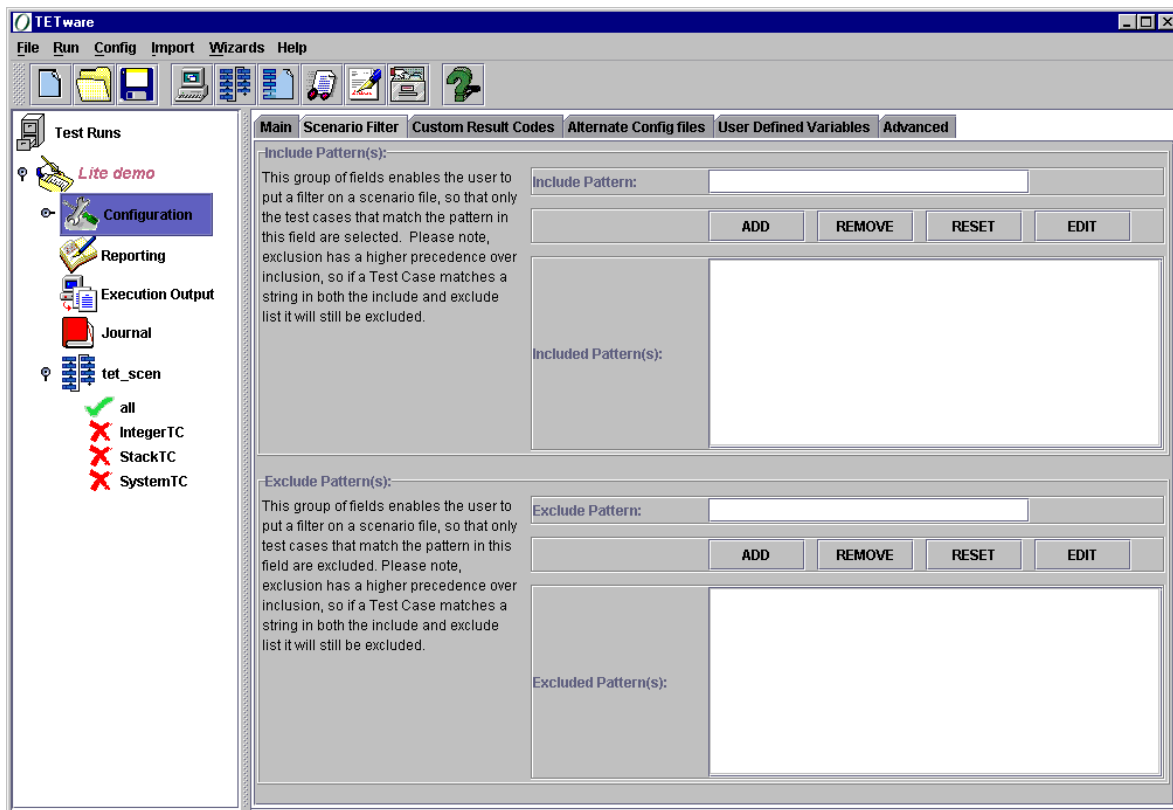 TETware
File Run Config Import Wizards Help
Test Runs
Lite demo
Configuration
Reporting
Execution Output
Journal
tet_scen
all
IntegerTC
StackTC
SystemTC
Main Scenario Filter Custom Result Codes Alternate Config files User Defined Variables Advanced
Include Pattern(s):
This group of fields enables the user to
put a filter on a scenario file, so that only
the test cases that match the pattern in
this field are selected. Please note,
exclusion has a higher precedence over
inclusion, so if a Test Case matches a
string in both the include and exclude
list it will still be excluded.
Include Pattern:
ADD REMOVE RESET EDIT
Included Pattern(s):
Exclude Pattern(s):
This group of fields enables the user to
put a filter on a scenario file, so that only
test cases that match the pattern in this
field are excluded. Please note,
exclusion has a higher precedence over
inclusion, so if a Test Case matches a
string in both the include and exclude
list it will still be excluded.
Exclude Pattern:
ADD REMOVE RESET EDIT
Excluded Pattern(s):